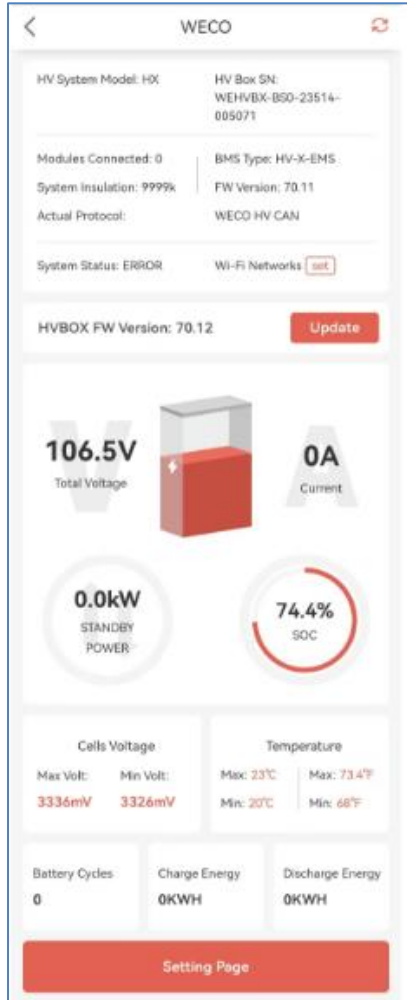 WECO
HV System Model: HX
HV Box SN:
WEHVBX-BS0-23514-
005071
Modules Connected: 0
BMS Type: HV-X-EMS
System Insulation: 9999k
FW Version: 70.11
Actual Protocol:
WECO HV CAN
System Status: ERROR
Wi-Fi Networks set
HVBOX FW Version: 70.12
Update
V
A
106.5V
Total Voltage
0A
Current
0.0kW
STANDBY
POWER
74.4%
SOC
Cells Voltage
Max Volt:
Min Volt:
3336mV
3326mV
Temperature
Max: 23℃
Max: 73.4℉
Min: 20℃
Min: 68℉
Battery Cycles
0
Charge Energy
0KWH
Discharge Energy
0KWH
Setting Page